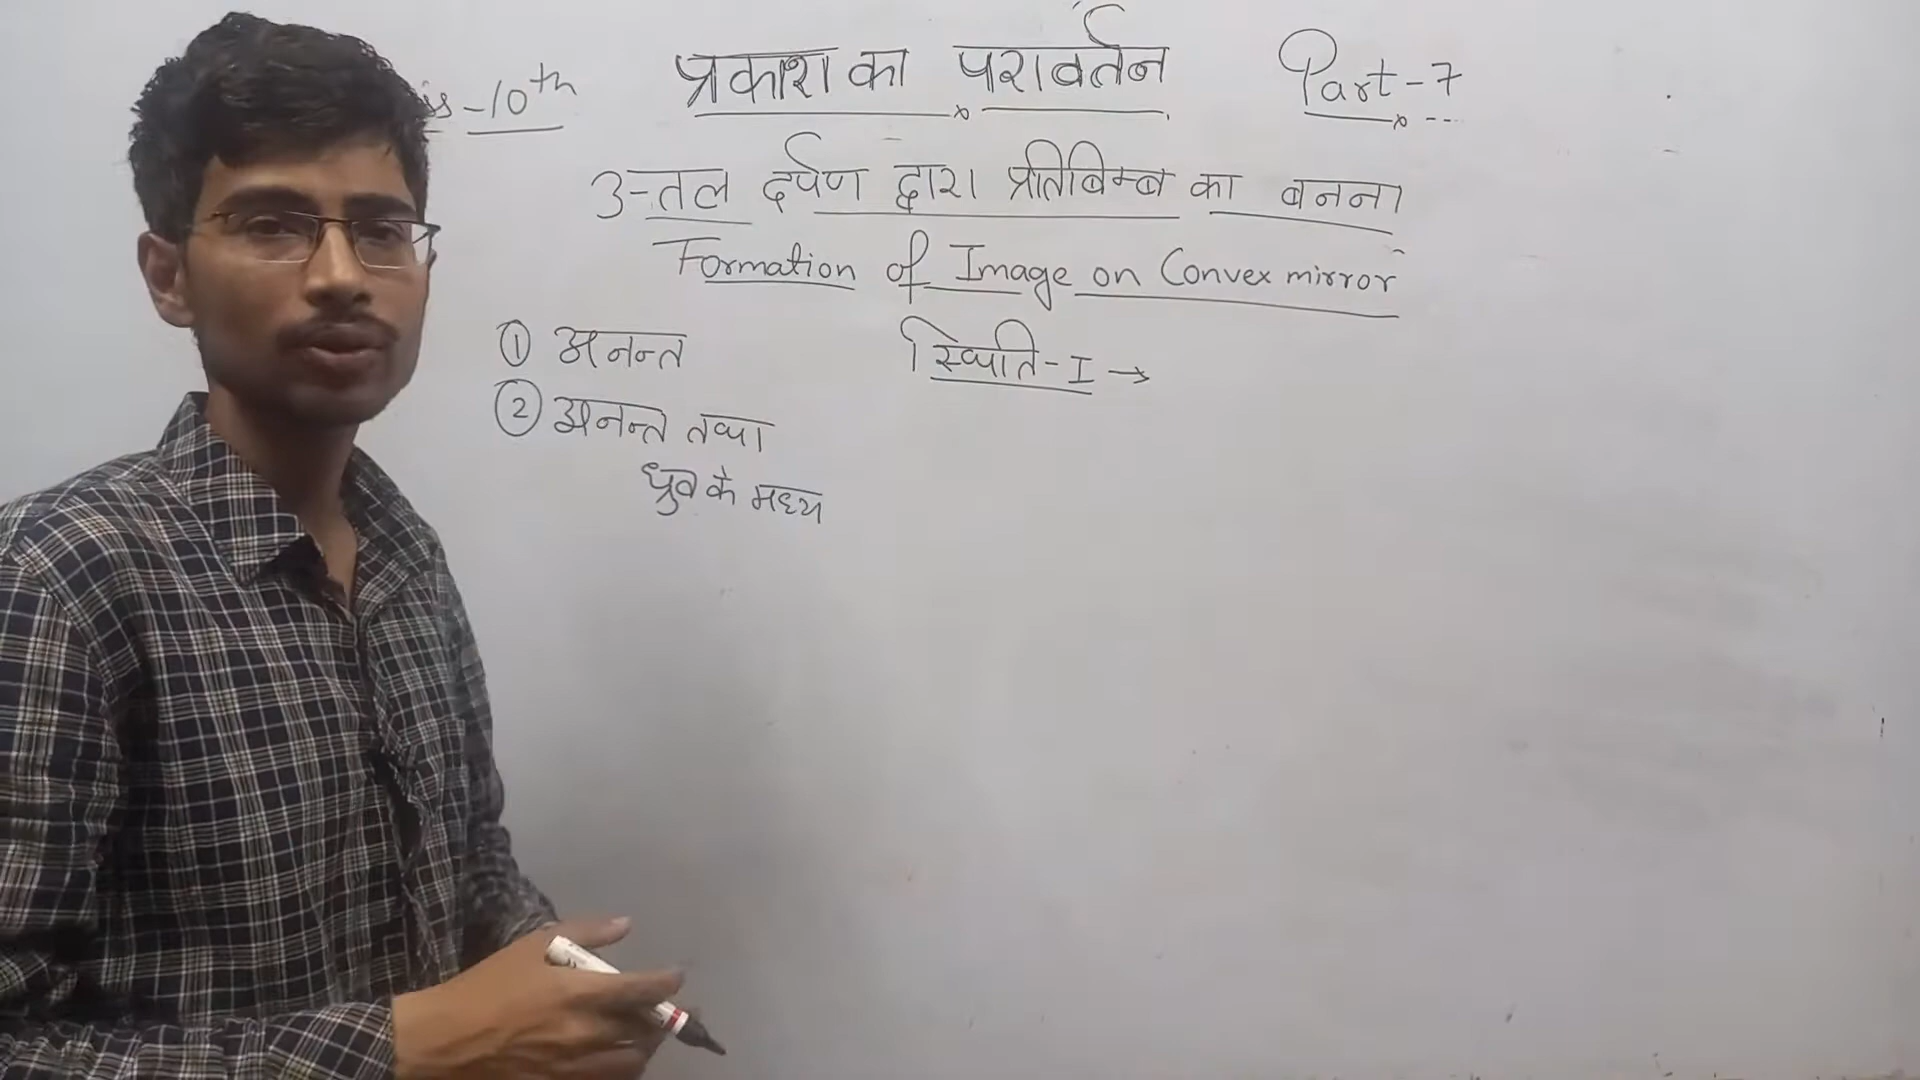 -10th प्रकाश का परावर्तन Part-7
उत्तल दर्पण द्वारा प्रतिबिम्ब का बनना
Formation of Image on Convex mirror
① अनन्त
② अनन्त तथा
ध्रुव के मध्य
स्थिति-I →